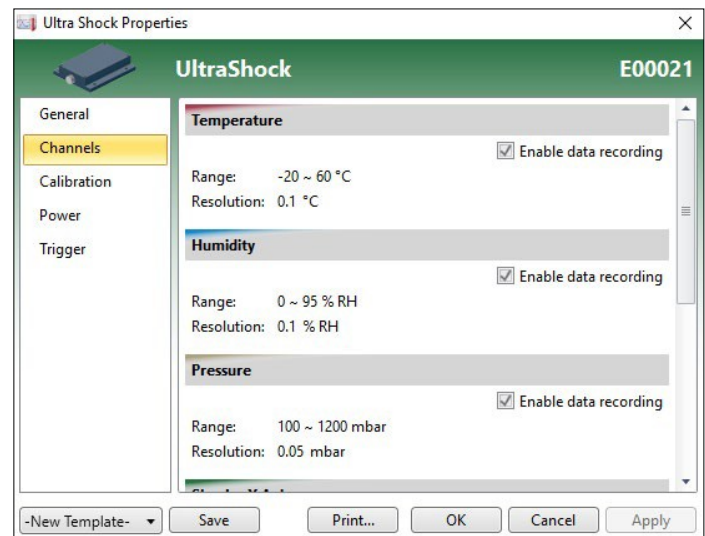 Ultra Shock Properties
UltraShock E00021
General
Channels
Calibration
Power
Trigger
Temperature
Enable data recording
Range: -20 ~ 60 °C
Resolution: 0.1 °C
Humidity
Enable data recording
Range: 0 ~ 95 % RH
Resolution: 0.1 % RH
Pressure
Enable data recording
Range: 100 ~ 1200 mbar
Resolution: 0.05 mbar
-New Template- Save Print... OK Cancel Apply